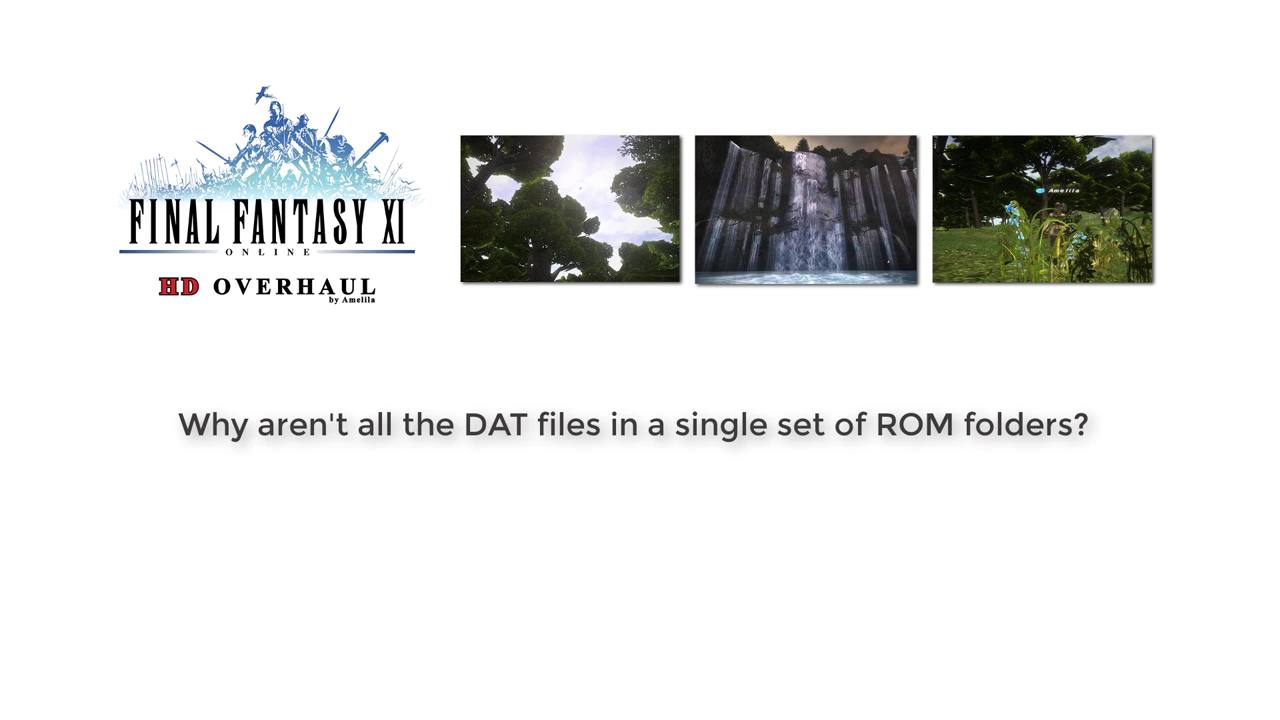 FINAL FANTASY XI
ONLINE
HD OVERHAUL
by Amelila
Amelila
Why aren't all the DAT files in a single set of ROM folders?